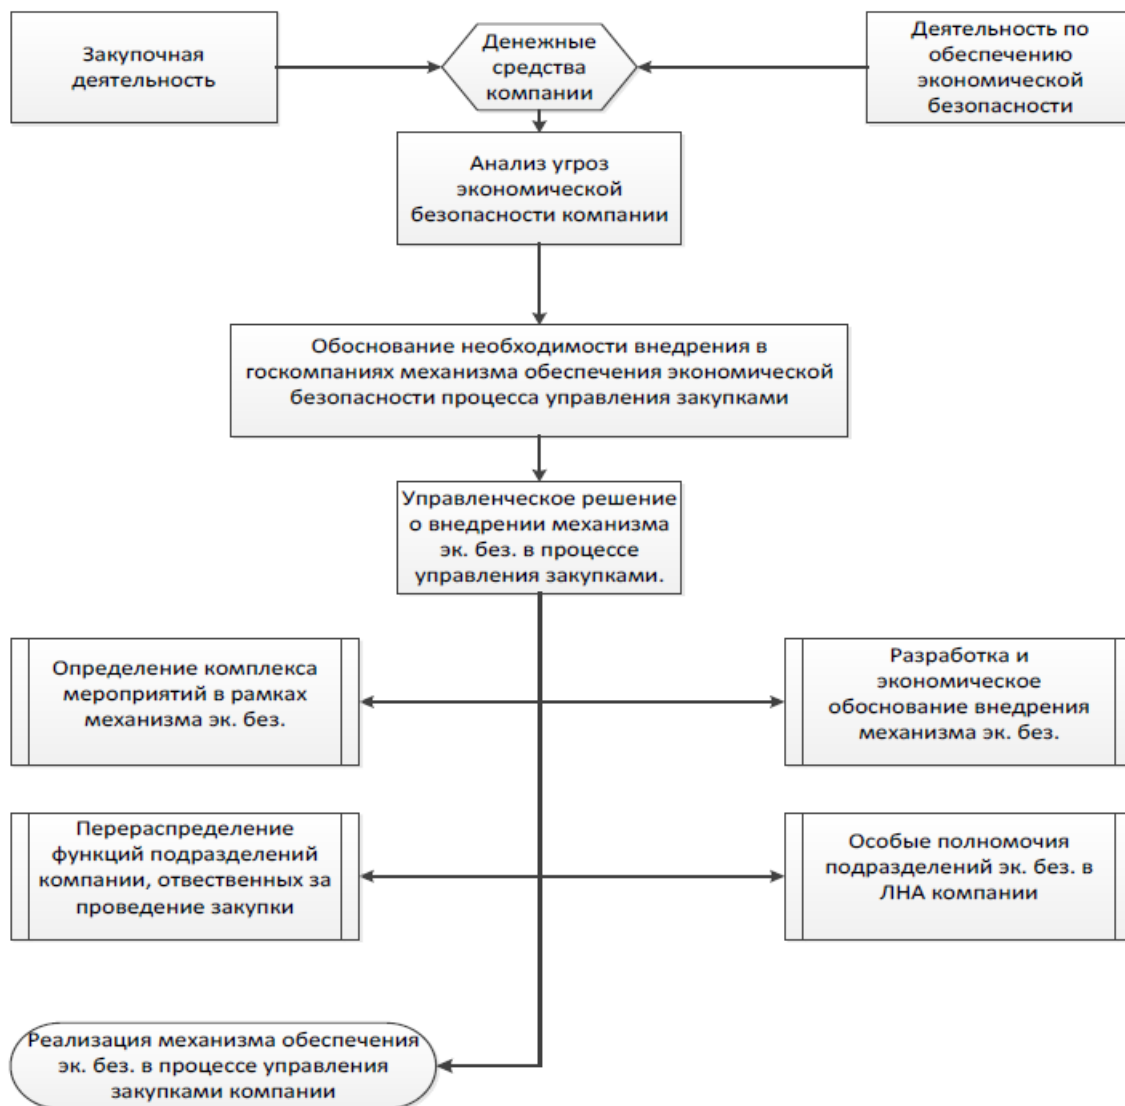 Закупочная
деятельность
Денежные
средства
компании
Деятельность по
обеспечению
экономической
безопасности
Анализ угроз
экономической
безопасности компании
Обоснование необходимости внедрения в
госкомпаниях механизма обеспечения экономической
безопасности процесса управления закупками
Управленческое решение
о внедрении механизма
эк. без. в процессе
управления закупками.
Определение комплекса
мероприятий в рамках
механизма эк. без.
Разработка и
экономическое
обоснование внедрения
механизма эк. без.
Перераспределение
функций подразделений
компании, отвественных за
проведение закупки
Особые полномочия
подразделений эк. без. в
ЛНА компании
Реализация механизма обеспечения
эк. без. в процессе управления
закупками компании